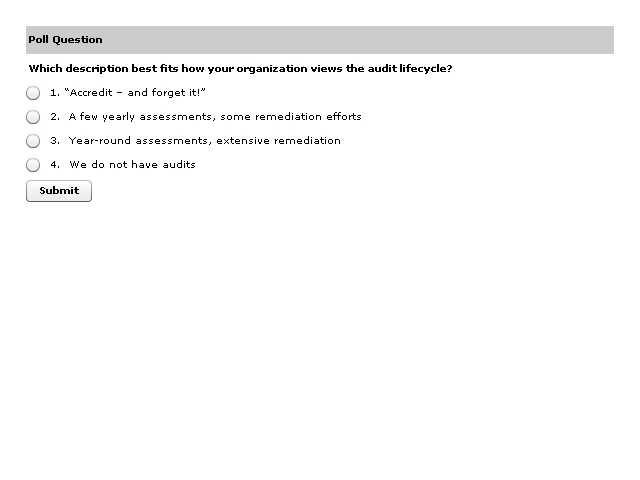 Poll Question
Which description best fits how your organization views the audit lifecycle?
1. “Accredit – and forget it!”
2. A few yearly assessments, some remediation efforts
3. Year-round assessments, extensive remediation
4. We do not have audits
Submit